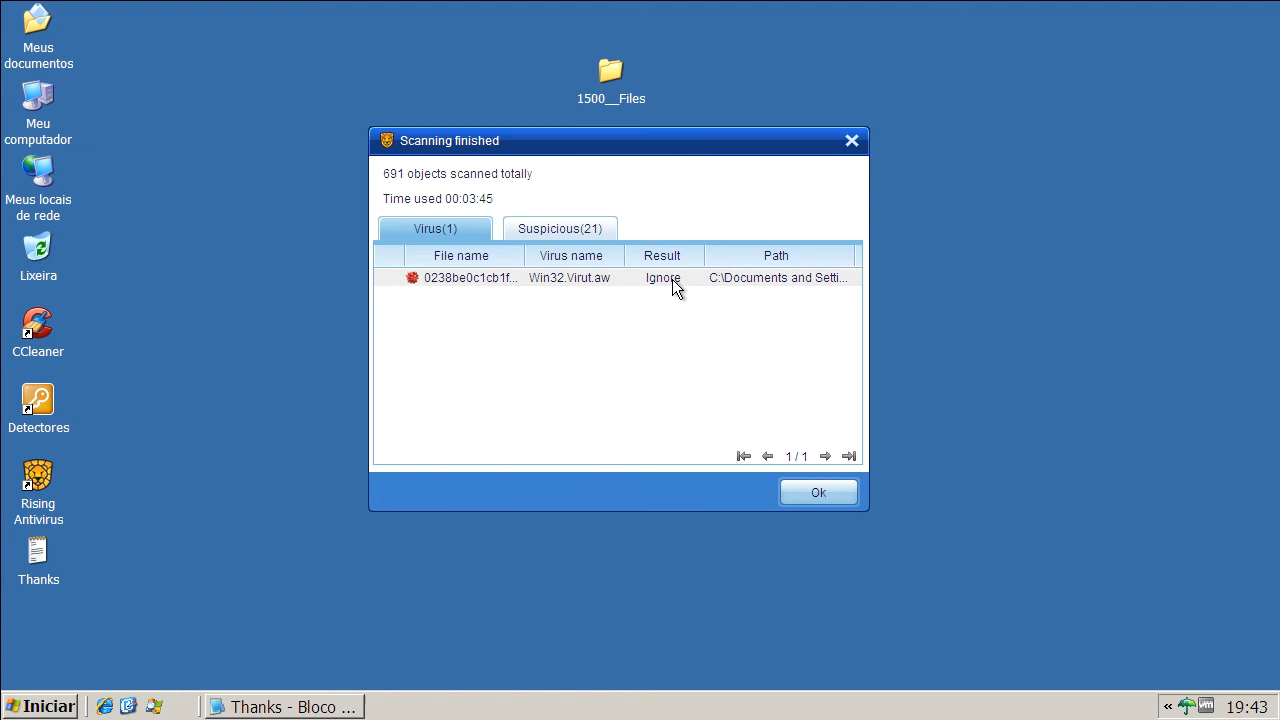 Meus
documentos
1500__Files
Meu
computador
Meus locais
de rede
Lixeira
CCleaner
Detectores
Rising
Antivirus
Thanks
Scanning finished
691 objects scanned totally
Time used 00:03:45
Virus(1)
Suspicious(21)
File name Virus name Result Path
0238be0c1cb1f... Win32.Virut.aw Ignore C:\Documents and Setti...
1 / 1
Ok
Iniciar
Thanks - Bloco ...
«
19:43